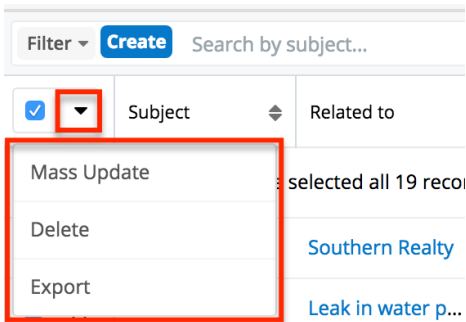 Filter Create Search by subject...
Subject Related to
Mass Update
selected all 19 recor
Delete
Southern Realty
Export
Leak in water p...